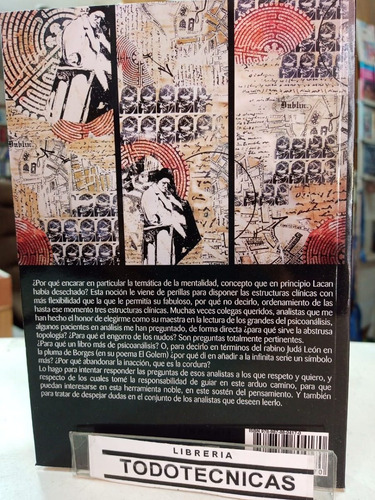 Dublin.
Dublin.
¿Por qué encarar en particular la temática de la mentalidad, concepto que en principio Lacan
había desechado? Esta noción le viene de perillas para disponer las estructuras clínicas con
más flexibilidad que la que le permitía su fabuloso, por qué no decirlo, ordenamiento de las
hasta ese momento tres estructuras clínicas. Muchas veces colegas queridos, analistas que me
han hecho el honor de elegirme como su maestra en la lectura de los grandes del psicoanálisis,
algunos pacientes en análisis me han preguntado, de forma directa ¿para qué sirve la abstrusa
topología? ¿Para qué el engorro de los nudos? Son preguntas totalmente pertinentes.
¿Para qué un libro más de psicoanálisis? O, para decirlo en términos del rabino Judá León en
la pluma de Borges (en su poema El Golem) ¿por qué di en añadir a la infinita serie un símbolo
más? ¿Por qué abandonar la inacción, que es la cordura?
Lo hago para intentar responder las preguntas de esos analistas a los que respeto y quiero, y
respecto de los cuales tomé la responsabilidad de guiar en este arduo camino, para que
puedan interesarse en esta herramienta noble, en este sostén del pensamiento. Y también
para tratar de despejar dudas en el conjunto de los analistas que deseen leerlo.
LIBRERIA
TODOTECNICAS